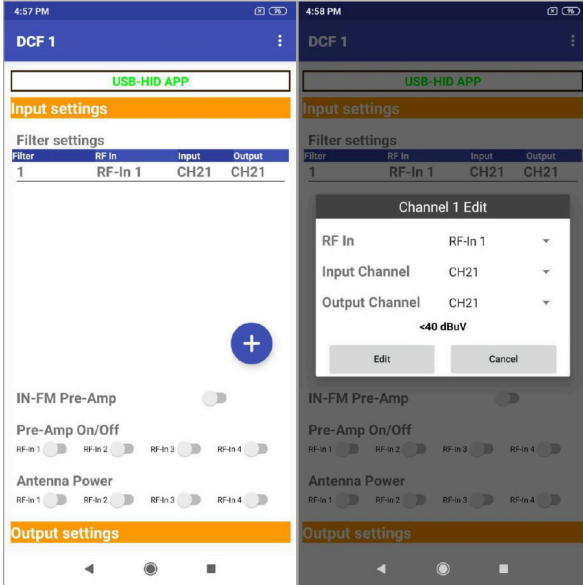 4:57 PM 96
DCF 1
USB-HID APP
Input settings
Filter settings
Filter RF In Input Output
1 RF-In 1 CH21 CH21
+
IN-FM Pre-Amp
Pre-Amp On/Off
RF-In 1 RF-In 2 RF-In 3 RF-In 4
Antenna Power
RF-In 1 RF-In 2 RF-In 3 RF-In 4
Output settings
4:58 PM 96
DCF 1
USB-HID APP
Input settings
Filter settings
Filter RF In Input Output
1 RF-In 1 CH21 CH21
Channel 1 Edit
RF In RF-In 1
Input Channel CH21
Output Channel CH21
<40 dBuV
Edit Cancel
IN-FM Pre-Amp
Pre-Amp On/Off
RF-In 1 RF-In 2 RF-In 3 RF-In 4
Antenna Power
RF-In 1 RF-In 2 RF-In 3 RF-In 4
Output settings